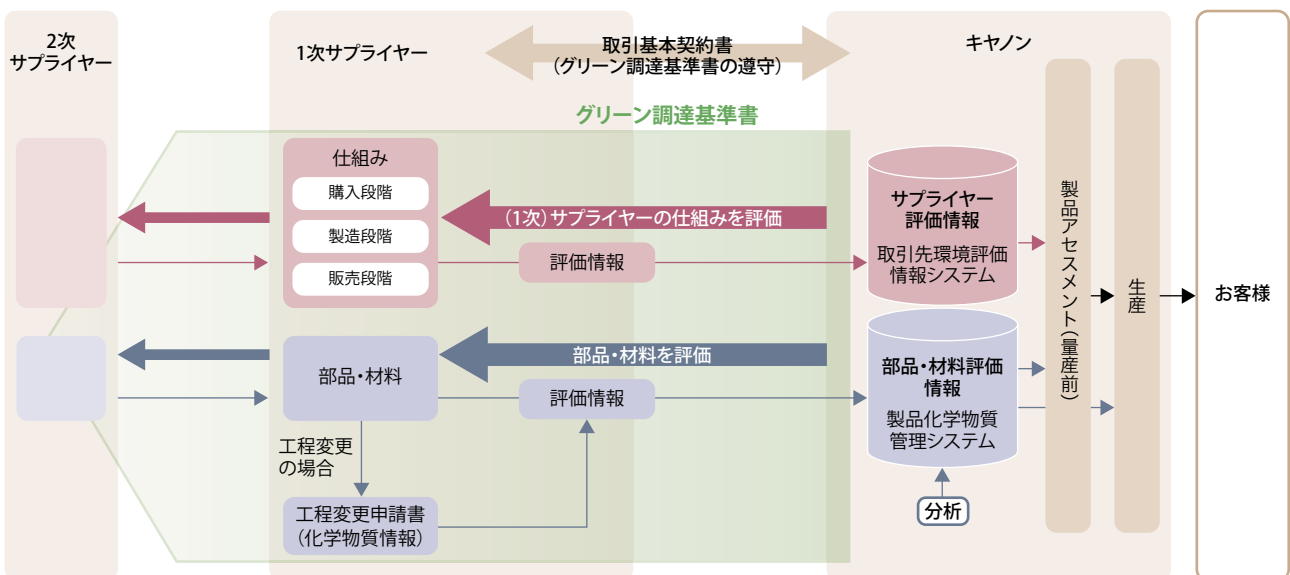 2次
サプライヤー
1次サプライヤー
取引基本契約書
（グリーン調達基準書の遵守）
キヤノン
グリーン調達基準書
仕組み
購入段階
製造段階
販売段階
（1次）サプライヤーの仕組みを評価
評価情報
サプライヤー
評価情報
取引先環境評価
情報システム
部品・材料
部品・材料を評価
評価情報
部品・材料評価
情報
製品化学物質
管理システム
工程変更
の場合
工程変更申請書
（化学物質情報）
分析
製品アセスメント（量産前）
生産
お客様